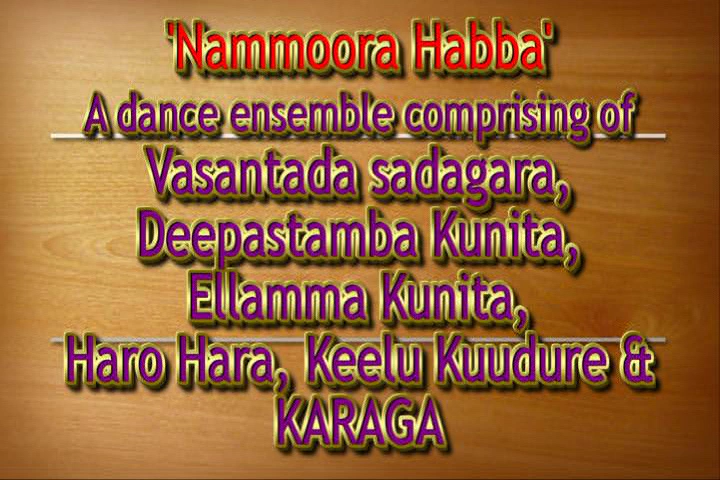 'Nammoora Habba'
A dance ensemble comprising of
Vasantada sadagara,
Deepastamba Kunita,
Ellamma Kunita,
Haro Hara, Keelu Kuudure &
KARAGA